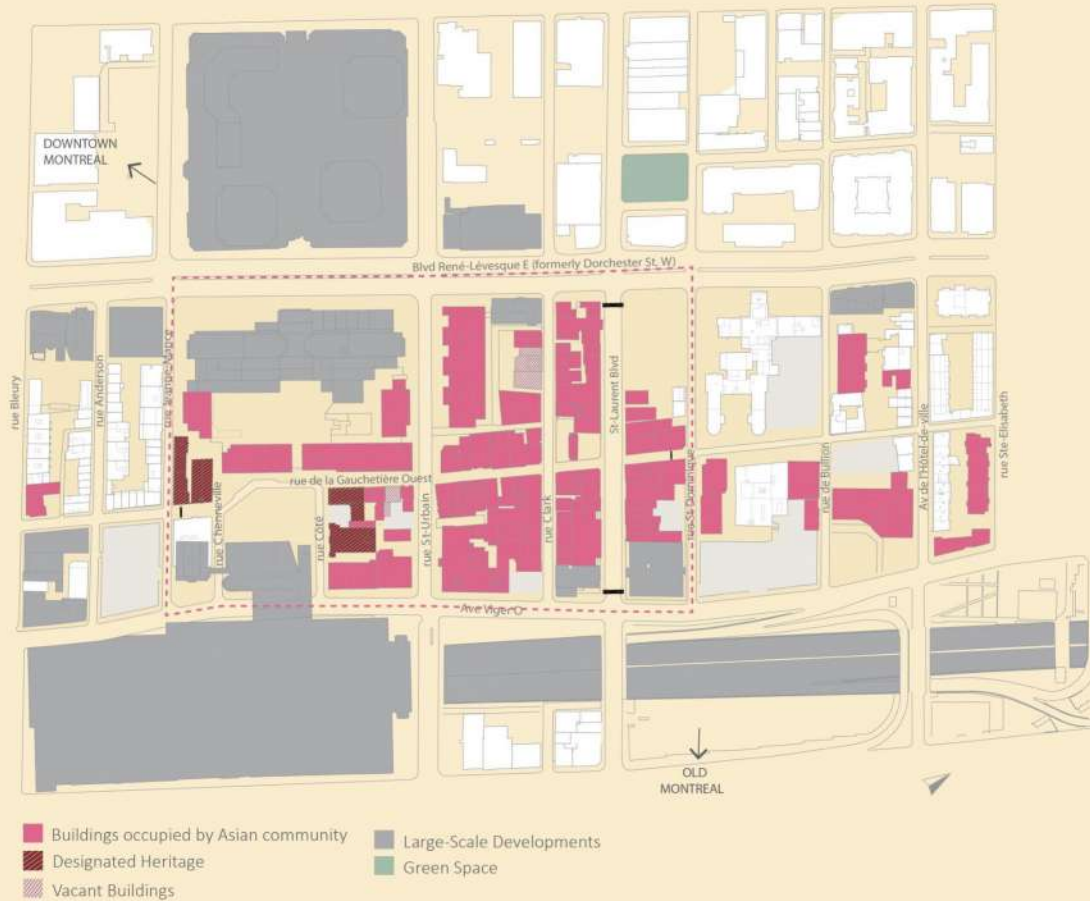 DOWNTOWN
MONTREAL
Blvd René-Lévesque E (formerly Dorchester St. W)
rue Bleury
rue Anderson
rue Jeanne-Mance
rue Chenneville
rue de la Gauchetière Ouest
rue Côté
rue St-Urbain
rue Clark
St-Laurent Blvd
rue St-Dominique
rue de Bullion
Av de l'Hôtel-de-ville
rue Ste-Elisabeth
Ave Viger O
OLD
MONTREAL
Buildings occupied by Asian community
Designated Heritage
Vacant Buildings
Large-Scale Developments
Green Space